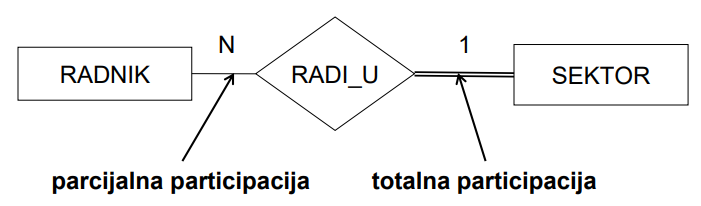 N
1
RADNIK
RADI_U
SEKTOR
parcijalna participacija
totalna participacija